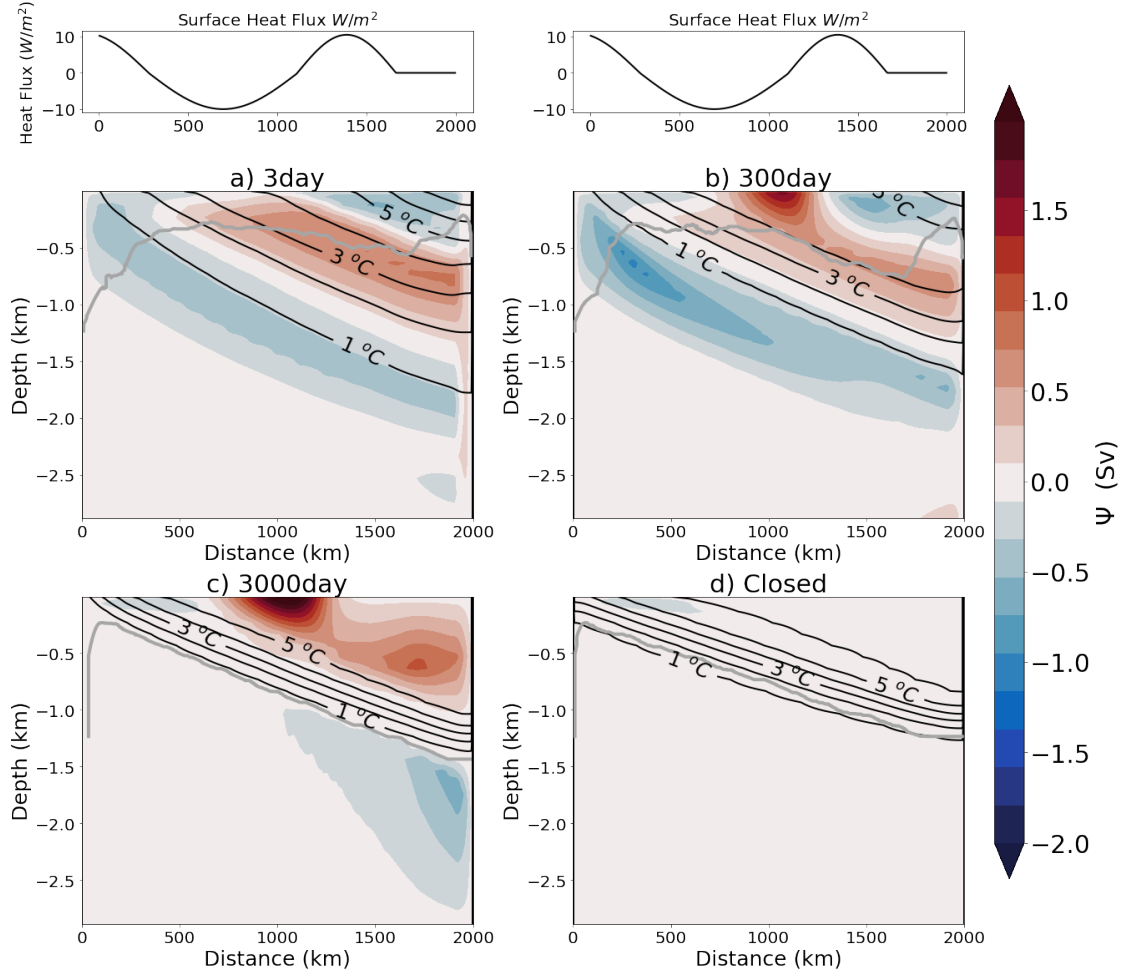 Surface Heat Flux W/m²
Surface Heat Flux W/m²
Heat Flux (W/m²)
10
0
−10
0
500
1000
1500
2000
10
0
−10
0
500
1000
1500
2000
a) 3day
Depth (km)
−0.5
−1.0
−1.5
−2.0
−2.5
5 °C
3 °C
1 °C
0
500
1000
1500
2000
Distance (km)
b) 300day
Depth (km)
−0.5
−1.0
−1.5
−2.0
−2.5
5 °C
1 °C
3 °C
0
500
1000
1500
2000
Distance (km)
c) 3000day
Depth (km)
−0.5
−1.0
−1.5
−2.0
−2.5
3 °C
5 °C
1 °C
0
500
1000
1500
2000
Distance (km)
d) Closed
Depth (km)
−0.5
−1.0
−1.5
−2.0
−2.5
1 °C
3 °C
5 °C
0
500
1000
1500
2000
Distance (km)
1.5
1.0
0.5
0.0
−0.5
−1.0
−1.5
−2.0
Ψ (Sv)